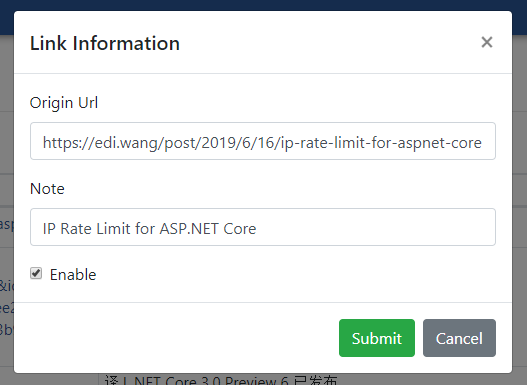 Link Information
×
Origin Url
https://edi.wang/post/2019/6/16/ip-rate-limit-for-aspnet-core
Note
IP Rate Limit for ASP.NET Core
Enable
Submit
Cancel
译 | .NET Core 3.0 Preview 6 已发布